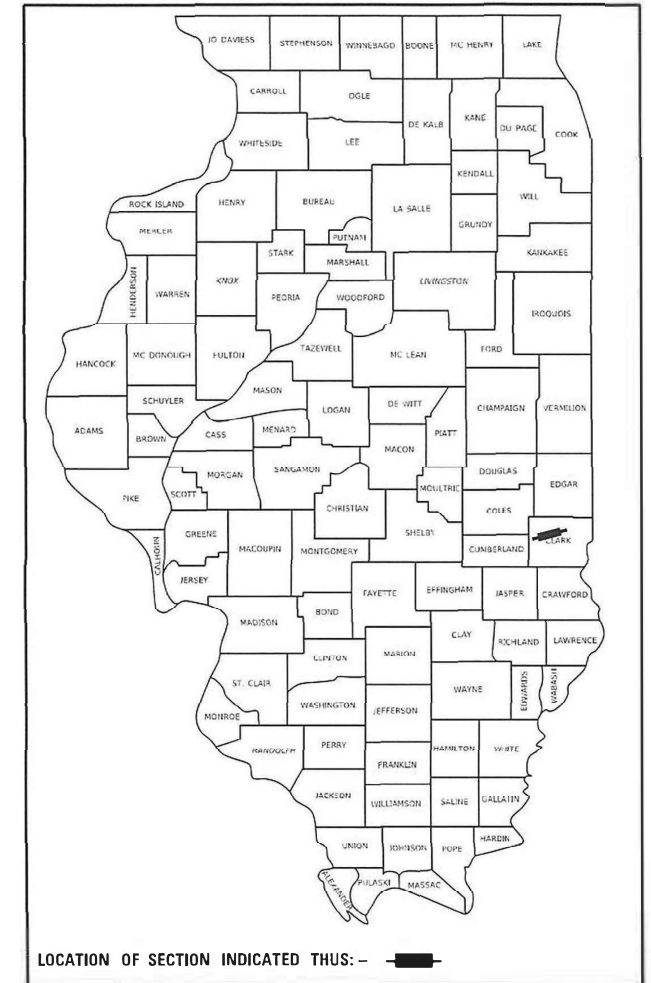 JO DAVIESS STEPHENSON WINNEBAGO BOONE MC HENRY LAKE
CARROLL OGLE DE KALB KANE DU PAGE COOK
WHITESIDE LEE KENDALL WILL
ROCK ISLAND HENRY BUREAU LA SALLE GRUNDY
MERCER PUTNAM KANKAKEE
HENDERSON WARREN KNOX STARK MARSHALL LIVINGSTON
PEORIA WOODFORD IROQUOIS
HANCOCK MC DONOUGH FULTON TAZEWELL MC LEAN FORD
SCHUYLER MASON LOGAN DE WITT CHAMPAIGN VERMILION
ADAMS BROWN CASS MENARD MACON PIATT
PIKE SCOTT MORGAN SANGAMON MOULTRIE DOUGLAS EDGAR
CHRISTIAN COLES
CALHOUN GREENE MACOUPIN MONTGOMERY SHELBY CUMBERLAND CLARK
JERSEY FAYETTE EFFINGHAM JASPER CRAWFORD
MADISON BOND
CLINTON MARION CLAY RICHLAND LAWRENCE
ST. CLAIR WAYNE EDWARDS WABASH
MONROE WASHINGTON JEFFERSON
RANDOLPH PERRY HAMILTON WHITE
FRANKLIN
JACKSON WILLIAMSON SALINE GALLATIN
UNION JOHNSON POPE HARDIN
ALEXANDER PULASKI MASSAC
LOCATION OF SECTION INDICATED THUS: -